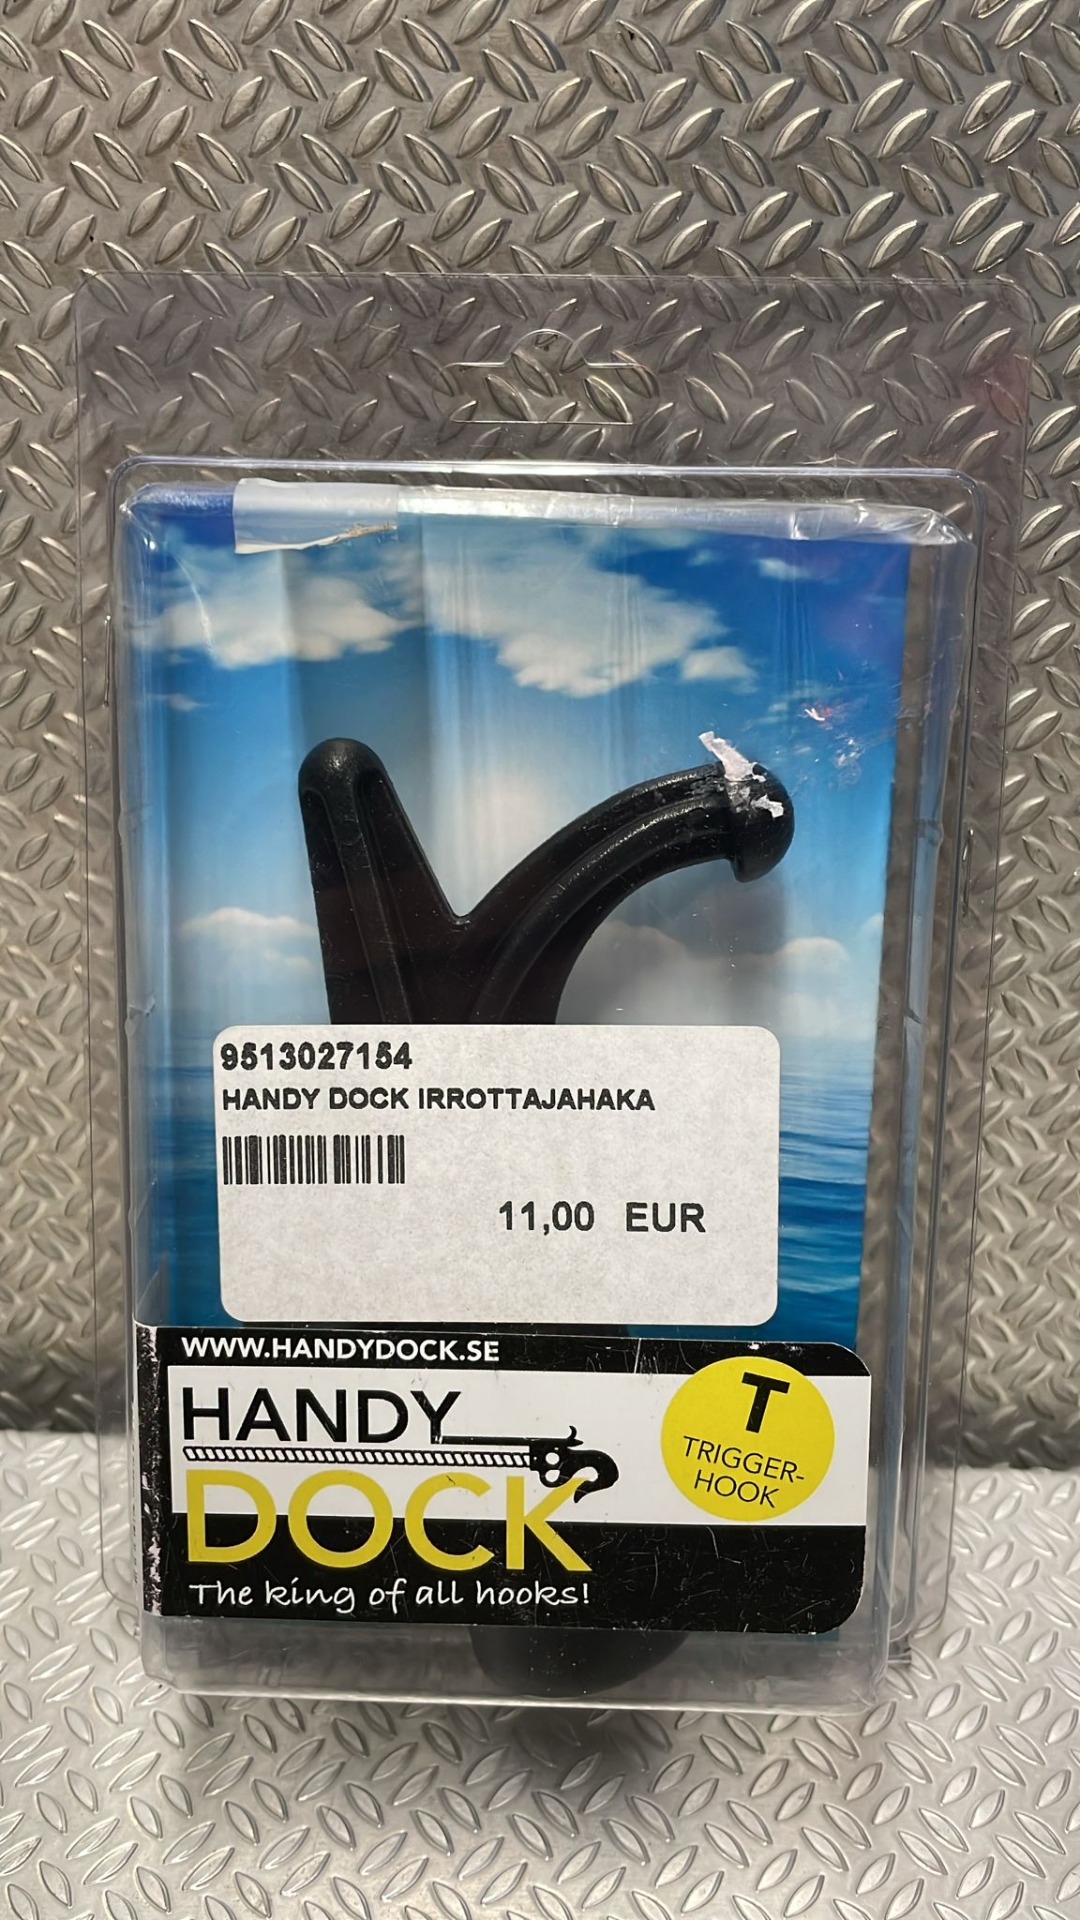 9513027154
HANDY DOCK IRROTTAJAHAKA
11,00 EUR
WWW.HANDYDOCK.SE
HANDY
DOCK
The king of all hooks!
T
TRIGGER-
HOOK